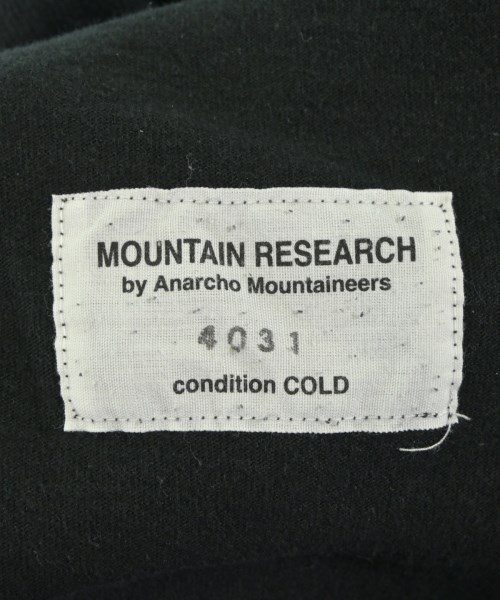 MOUNTAIN RESEARCH
by Anarcho Mountaineers
4031
condition COLD